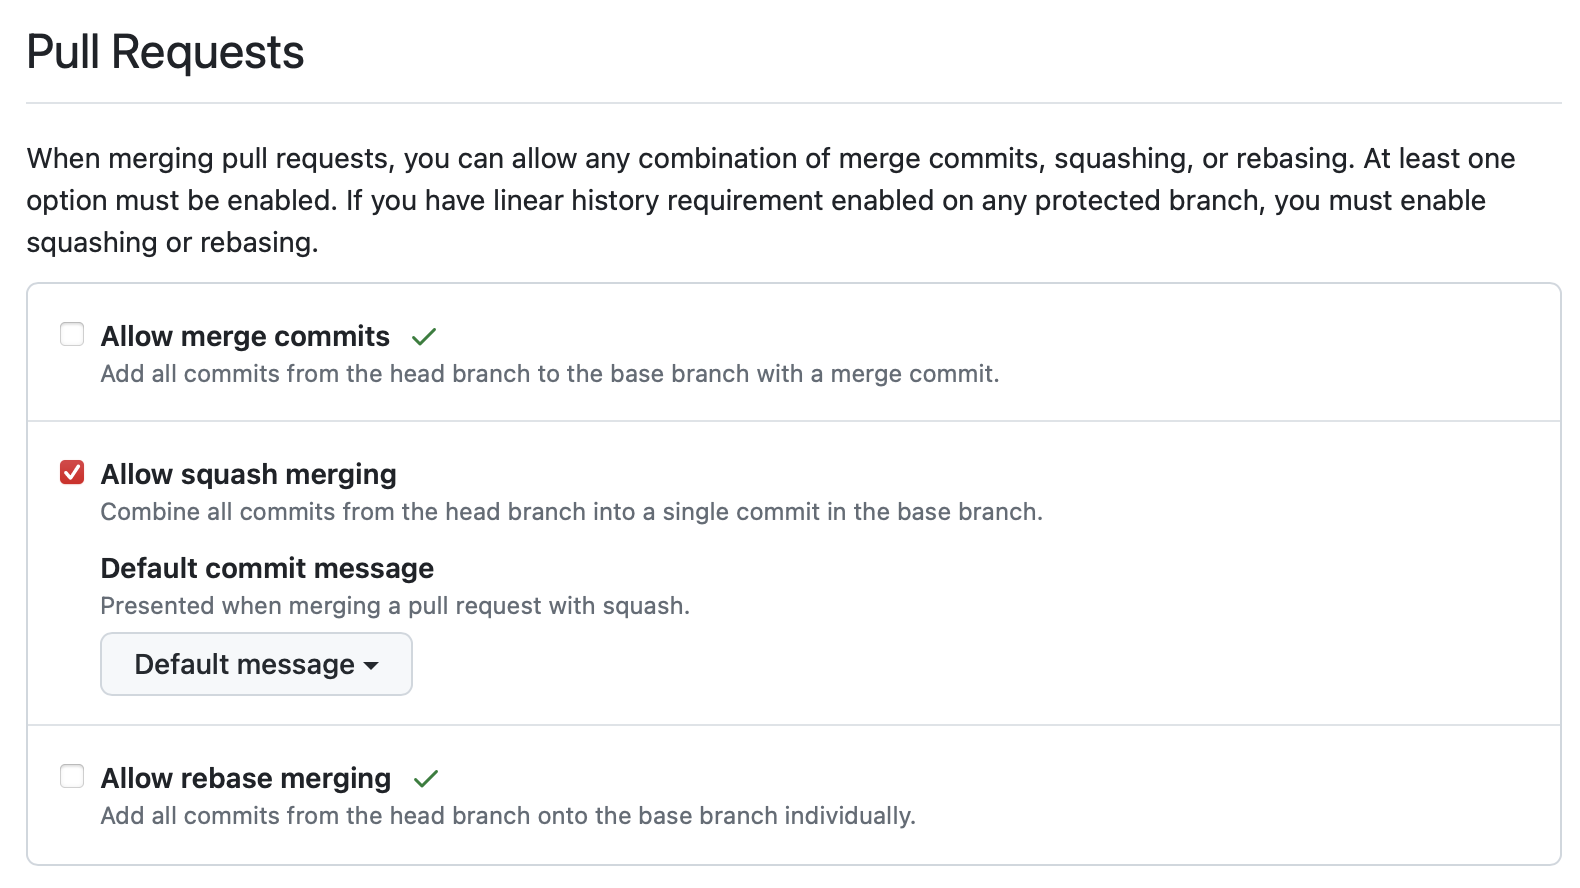 Pull Requests
When merging pull requests, you can allow any combination of merge commits, squashing, or rebasing. At least one
option must be enabled. If you have linear history requirement enabled on any protected branch, you must enable
squashing or rebasing.
Allow merge commits
Add all commits from the head branch to the base branch with a merge commit.
Allow squash merging
Combine all commits from the head branch into a single commit in the base branch.
Default commit message
Presented when merging a pull request with squash.
Default message
Allow rebase merging
Add all commits from the head branch onto the base branch individually.